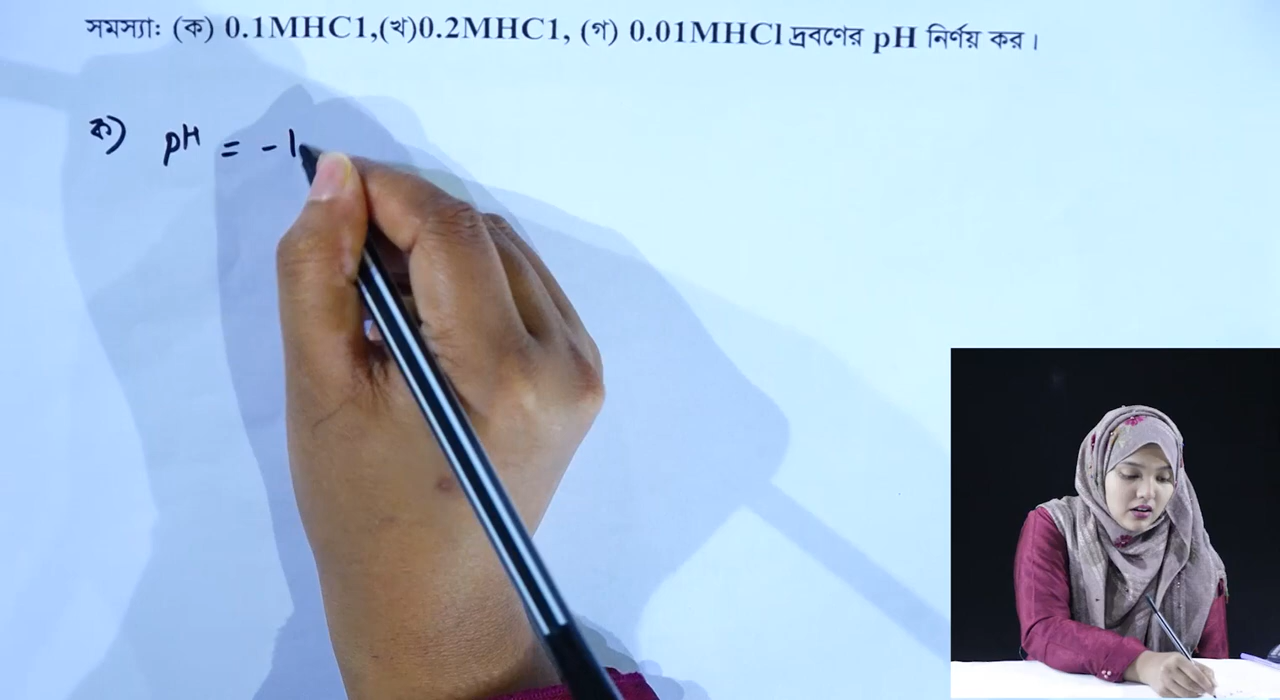 সমস্যাঃ (ক) 0.1MHC1,(খ)0.2MHC1, (গ) 0.01MHCl দ্রবণের pH নির্ণয় কর।
ক) pH = -l